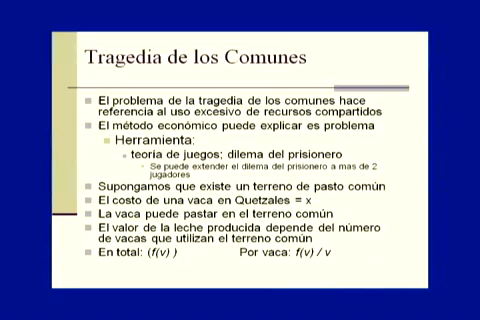 Tragedia de los Comunes
El problema de la tragedia de los comunes hace
referencia al uso excesivo de recursos compartidos
El método económico puede explicar es problema
Herramienta:
teoría de juegos; dilema del prisionero
Se puede extender el dilema del prisionero a mas de 2
jugadores
Supongamos que existe un terreno de pasto común
El costo de una vaca en Quetzales = x
La vaca puede pastar en el terreno común
El valor de la leche producida depende del número
de vacas que utilizan el terreno común
En total: (f(v) ) Por vaca: f(v) / v